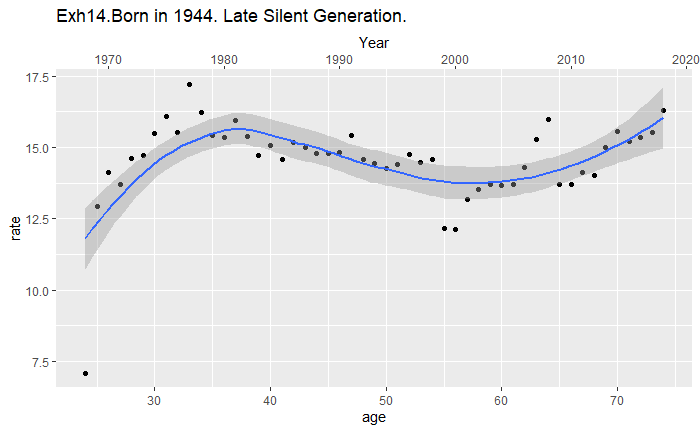 Exh14.Born in 1944. Late Silent Generation.
Year
1970 1980 1990 2000 2010 2020
17.5
15.0
12.5
10.0
7.5
rate
30 40 50 60 70
age